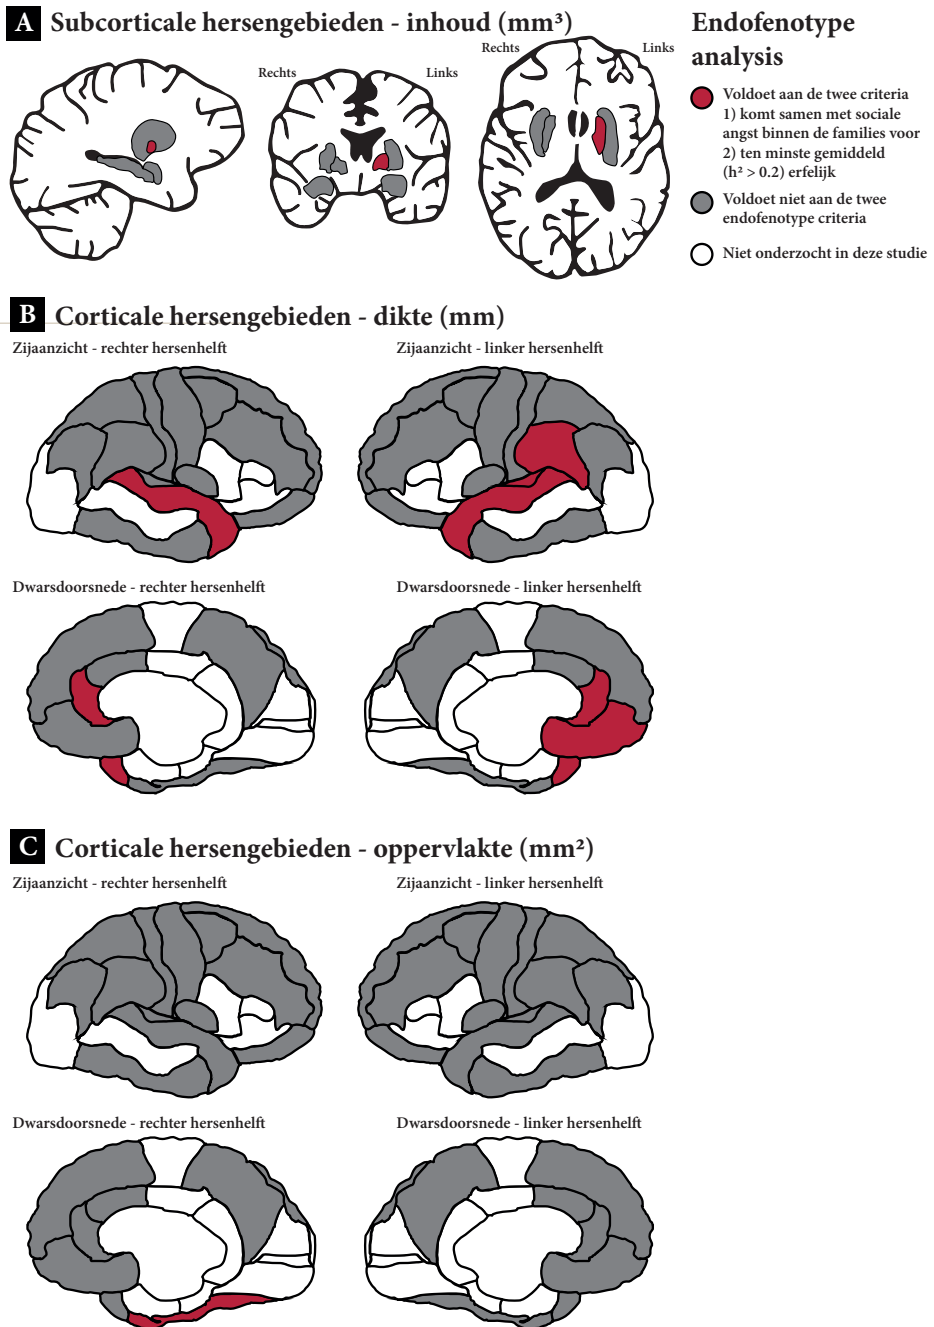 A Subcorticale hersengebieden - inhoud (mm³)
Rechts
Links
Rechts
Links
Endofenotype
analysis
Voldoet aan de twee criteria
1) komt samen met sociale
angst binnen de families voor
2) ten minste gemiddeld
(h² > 0.2) erfelijk
Voldoet niet aan de twee
endofenotype criteria
Niet onderzocht in deze studie
B Corticale hersengebieden - dikte (mm)
Zijaanzicht - rechter hersenhelft
Zijaanzicht - linker hersenhelft
Dwarsdoorsnede - rechter hersenhelft
Dwarsdoorsnede - linker hersenhelft
C Corticale hersengebieden - oppervlakte (mm²)
Zijaanzicht - rechter hersenhelft
Zijaanzicht - linker hersenhelft
Dwarsdoorsnede - rechter hersenhelft
Dwarsdoorsnede - linker hersenhelft